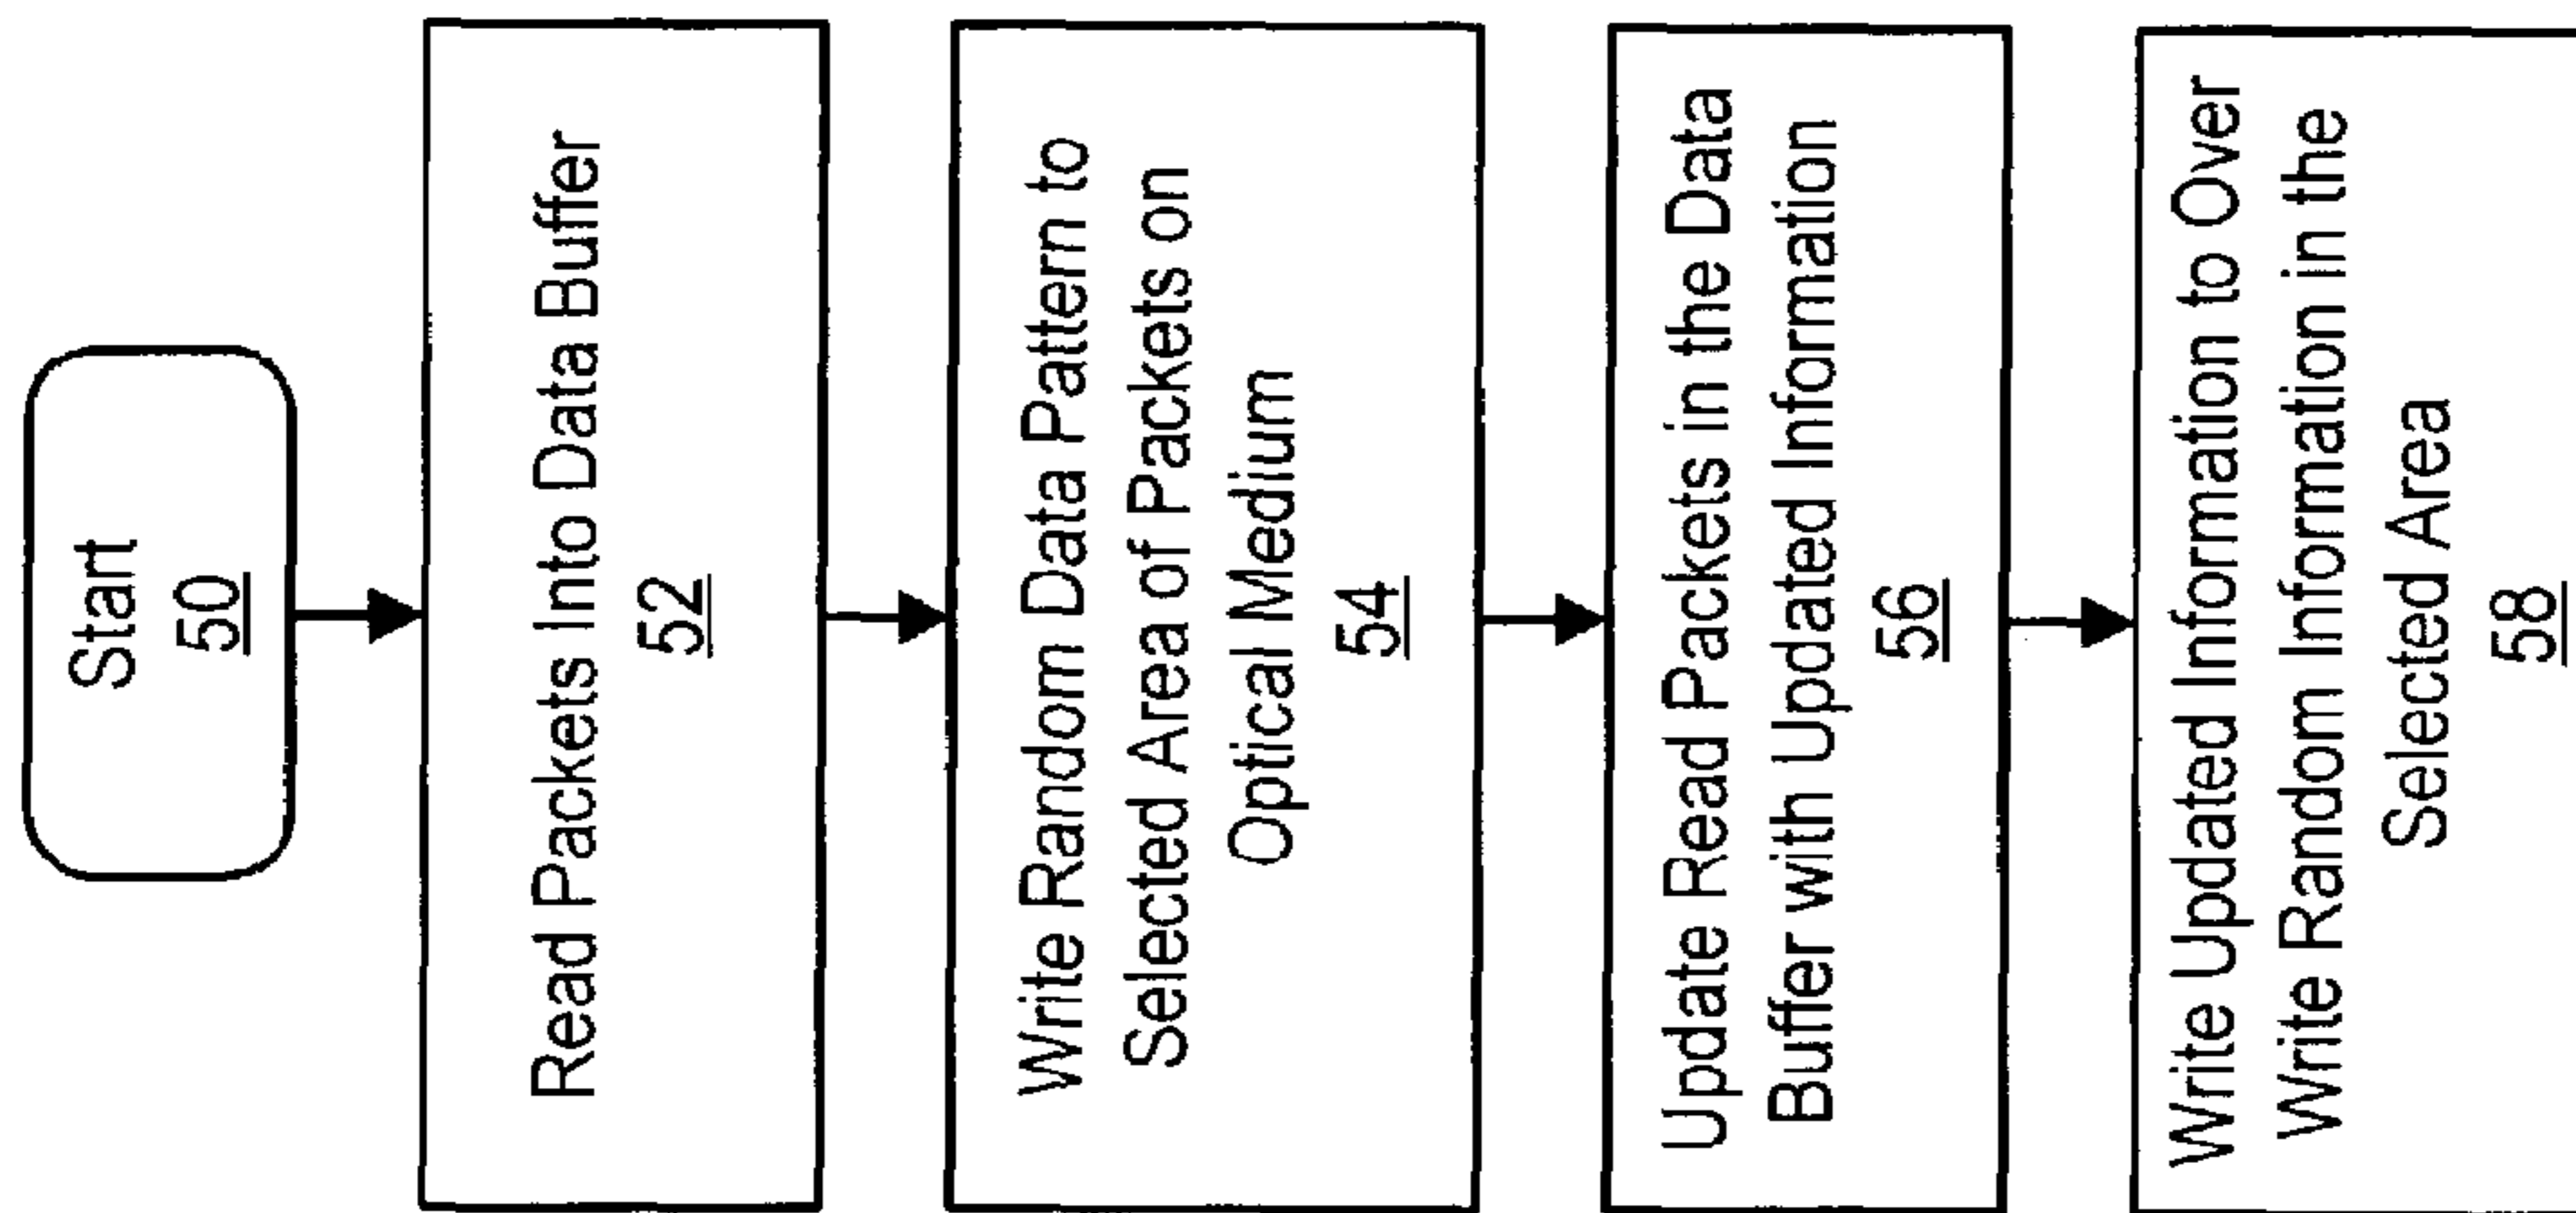 Start
50
Read Packets Into Data Buffer
52
Write Random Data Pattern to
Selected Area of Packets on
Optical Medium
54
Update Read Packets in the Data
Buffer with Updated Information
56
Write Updated Information to Over
Write Random Information in the
Selected Area
58